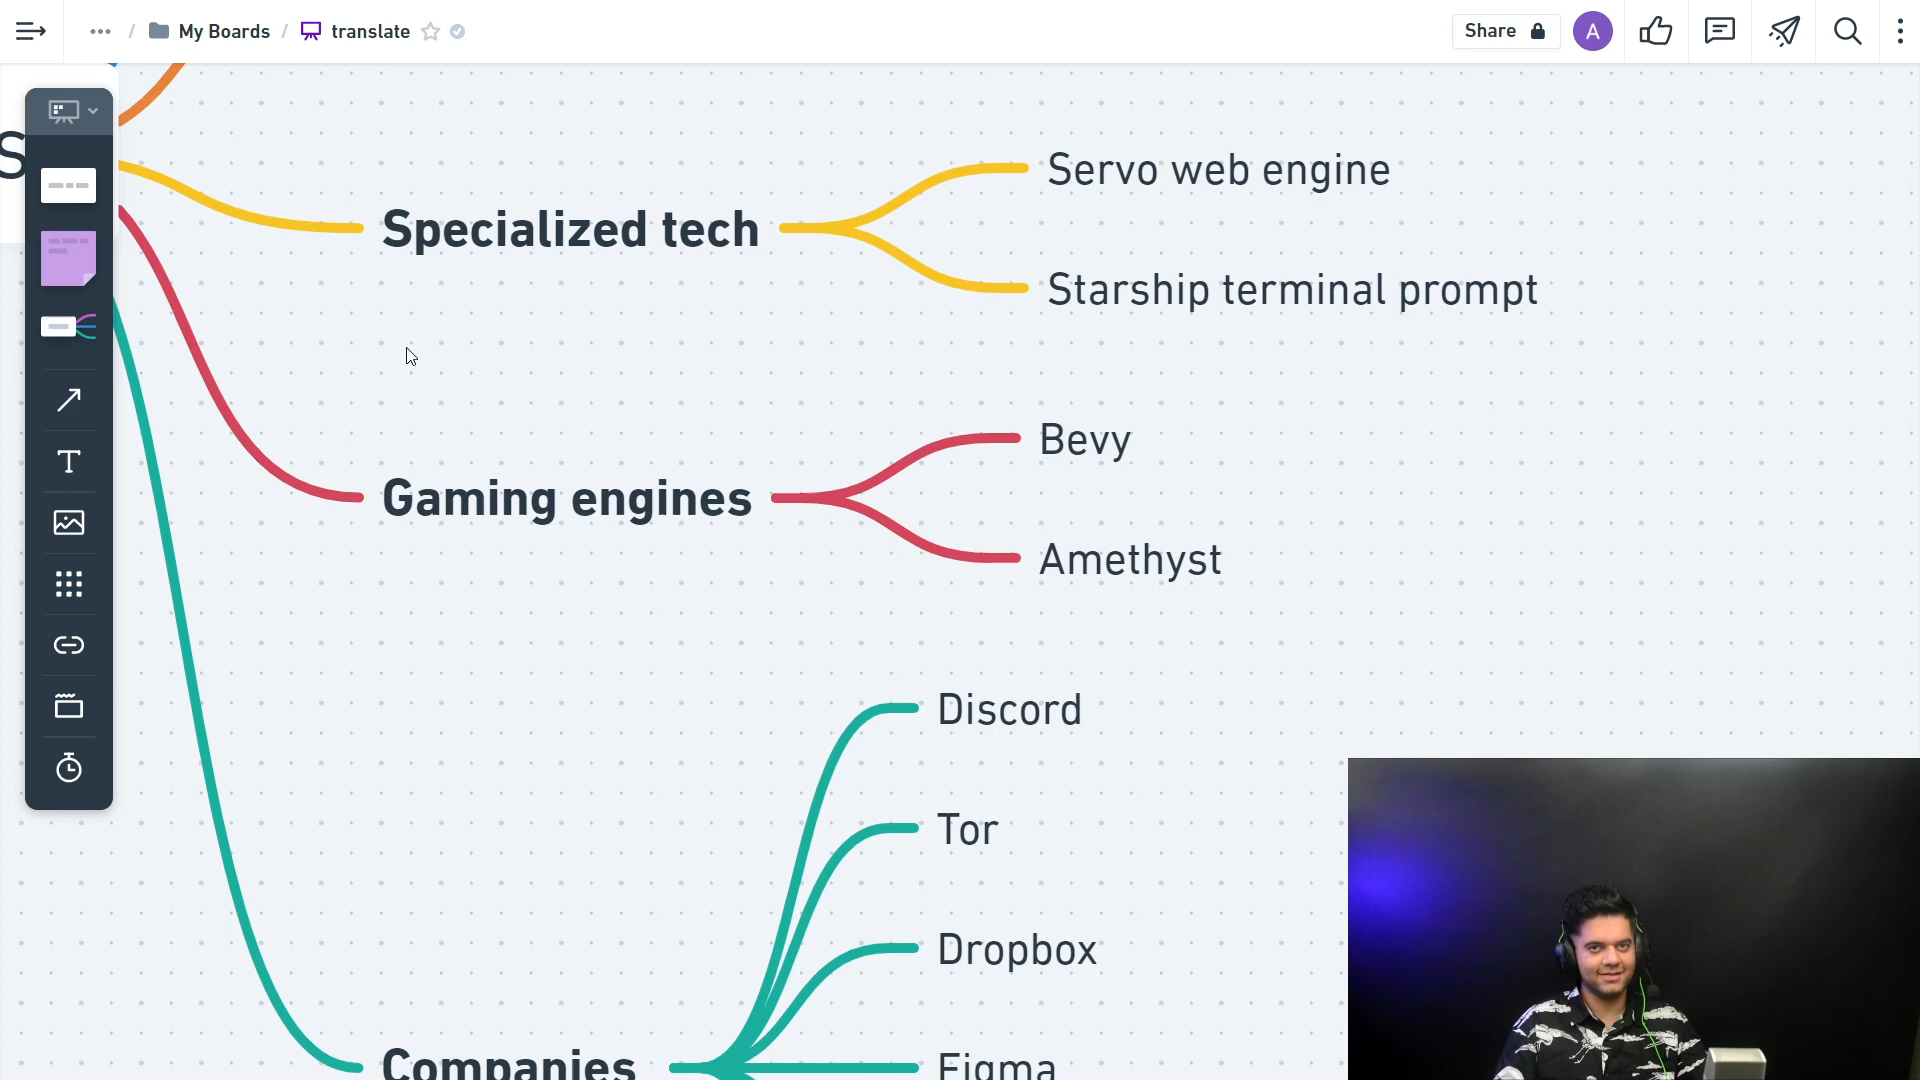 ... / My Boards / translate
Share
A
S
Specialized tech
Servo web engine
Starship terminal prompt
Gaming engines
Bevy
Amethyst
Discord
Tor
Dropbox
Companies
Figma